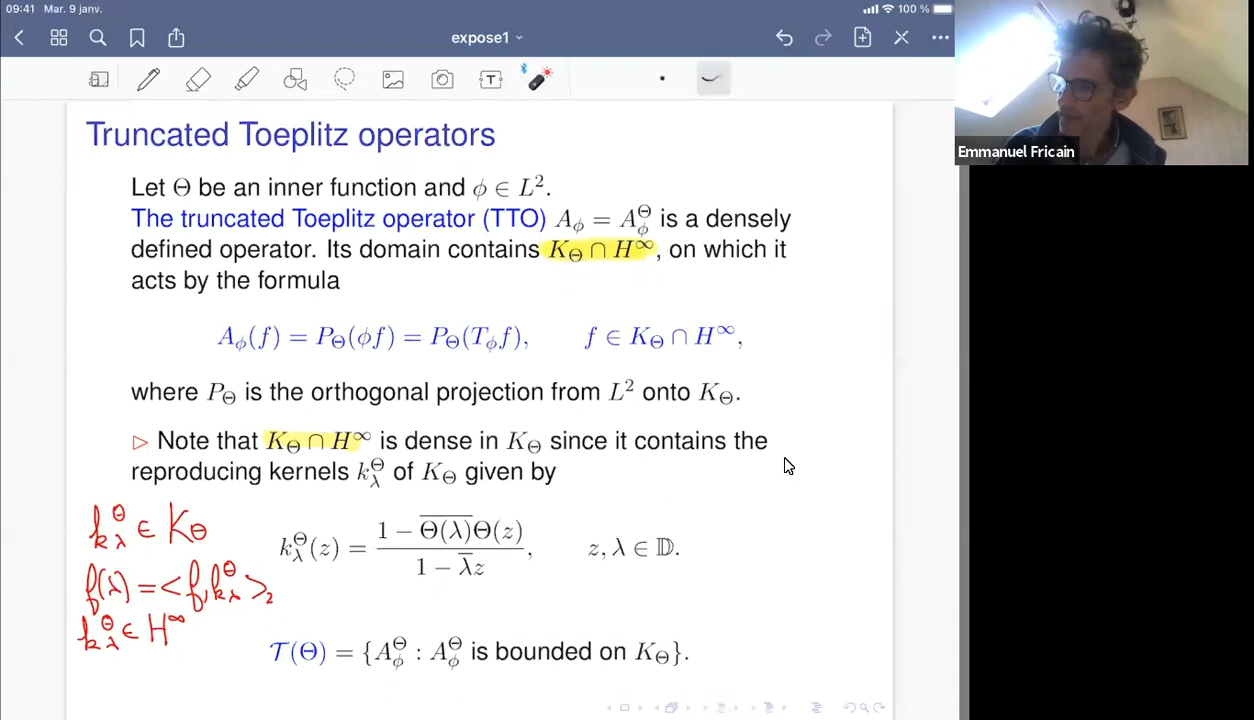 09:41 Mar. 9 janv.
100 %
expose1
T
Emmanuel Fricain
Truncated Toeplitz operators
Let Θ be an inner function and ϕ ∈ L².
The truncated Toeplitz operator (TTO) A_ϕ = A_ϕ^Θ is a densely
defined operator. Its domain contains K_Θ ∩ H^∞, on which it
acts by the formula
A_ϕ(f) = P_Θ(ϕf) = P_Θ(T_ϕ f), f ∈ K_Θ ∩ H^∞,
where P_Θ is the orthogonal projection from L² onto K_Θ.
▷ Note that K_Θ ∩ H^∞ is dense in K_Θ since it contains the
reproducing kernels k_λ^Θ of K_Θ given by
k_λ^Θ ∈ K_Θ
k_λ^Θ(z) = \frac{1 − \overline{Θ(λ)}Θ(z)}{1 − \overline{λ}z}, z, λ ∈ 𝔻.
f(λ) = <f, k_λ^Θ>_2
k_λ^Θ ∈ H^∞
𝒯(Θ) = {A_ϕ^Θ : A_ϕ^Θ is bounded on K_Θ}.